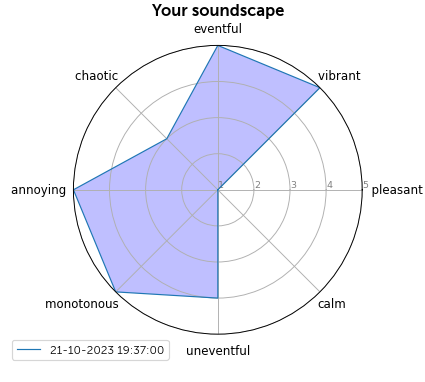 Your soundscape
eventful
chaotic
vibrant
annoying
1
2
3
4
5
pleasant
monotonous
calm
uneventful
21-10-2023 19:37:00